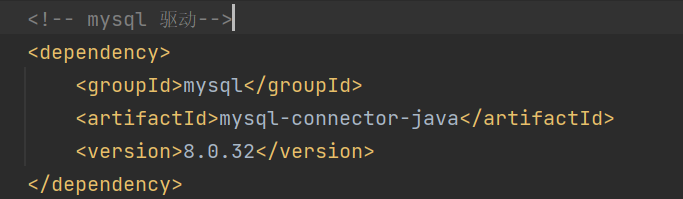 <!-- mysql 驱动-->
<dependency>
    <groupId>mysql</groupId>
    <artifactId>mysql-connector-java</artifactId>
    <version>8.0.32</version>
</dependency>